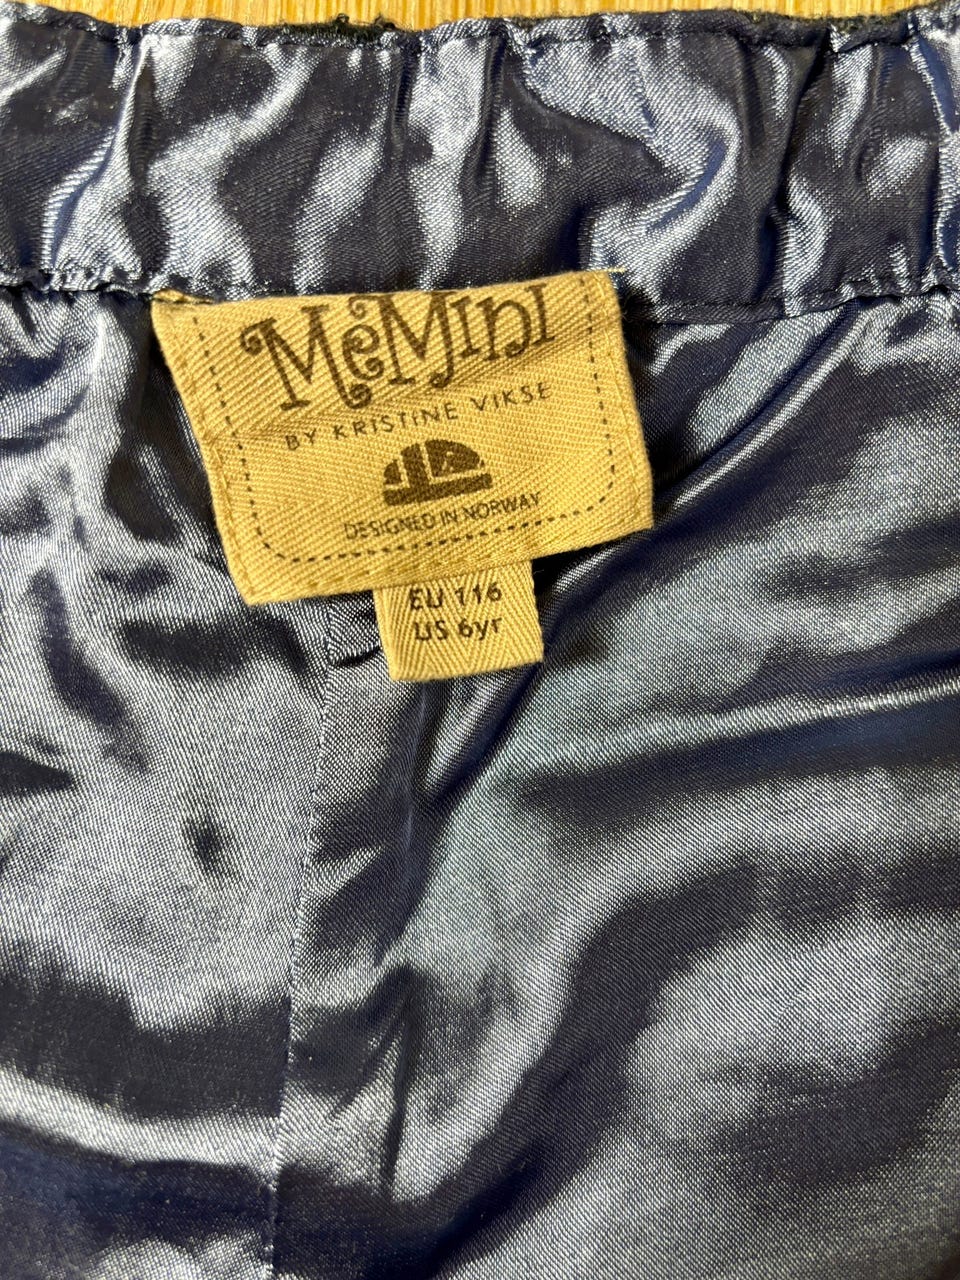 MeMini
BY KRISTINE VIKSE
DESIGNED IN NORWAY
EU 116
US 6yr